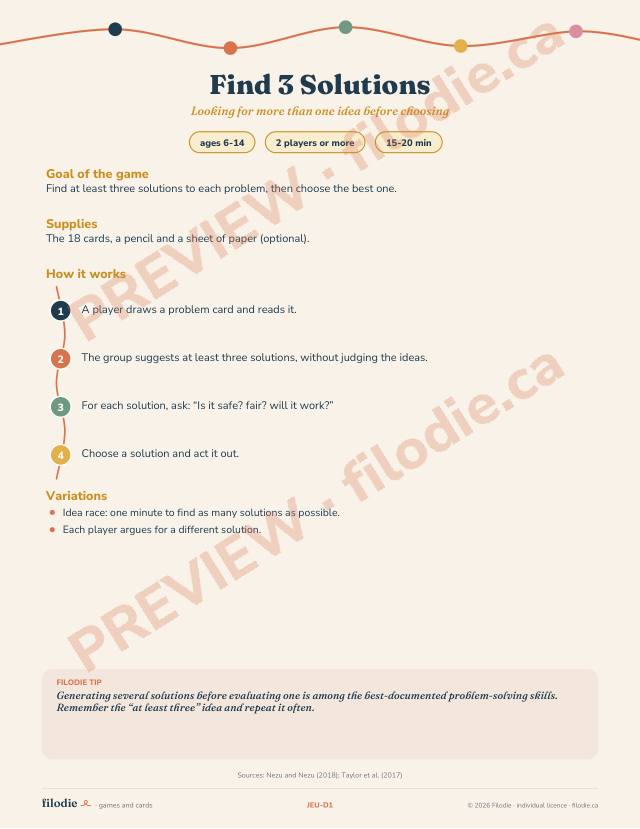 Find 3 Solutions
Looking for more than one idea before choosing
ages 6-14
2 players or more
15-20 min
Goal of the game
Find at least three solutions to each problem, then choose the best one.
Supplies
The 18 cards, a pencil and a sheet of paper (optional).
How it works
1 A player draws a problem card and reads it.
2 The group suggests at least three solutions, without judging the ideas.
3 For each solution, ask: “Is it safe? fair? will it work?”
4 Choose a solution and act it out.
Variations
Idea race: one minute to find as many solutions as possible.
Each player argues for a different solution.
PREVIEW · filodie.ca
PREVIEW · filodie.ca
FILODIE TIP
Generating several solutions before evaluating one is among the best-documented problem-solving skills.
Remember the “at least three” idea and repeat it often.
Sources: Nezu and Nezu (2018); Taylor et al. (2017)
filodie · games and cards
JEU-D1
© 2026 Filodie · individual licence · filodie.ca